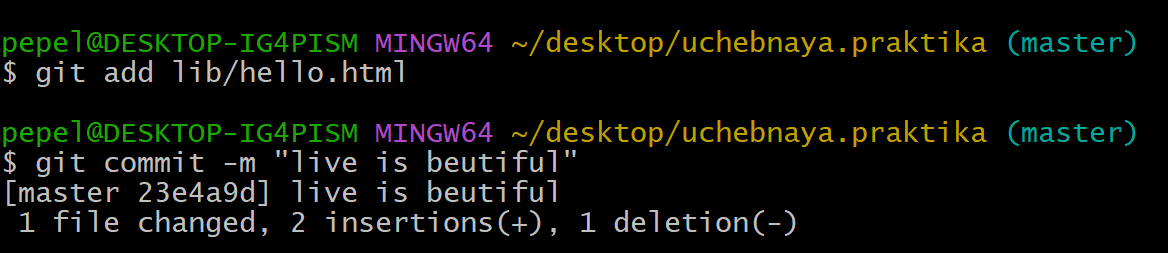 pepel@DESKTOP-IG4PISM MINGW64 ~/desktop/uchebnaya.praktika (master)
$ git add lib/hello.html
pepel@DESKTOP-IG4PISM MINGW64 ~/desktop/uchebnaya.praktika (master)
$ git commit -m "live is beutiful"
[master 23e4a9d] live is beutiful
 1 file changed, 2 insertions(+), 1 deletion(-)